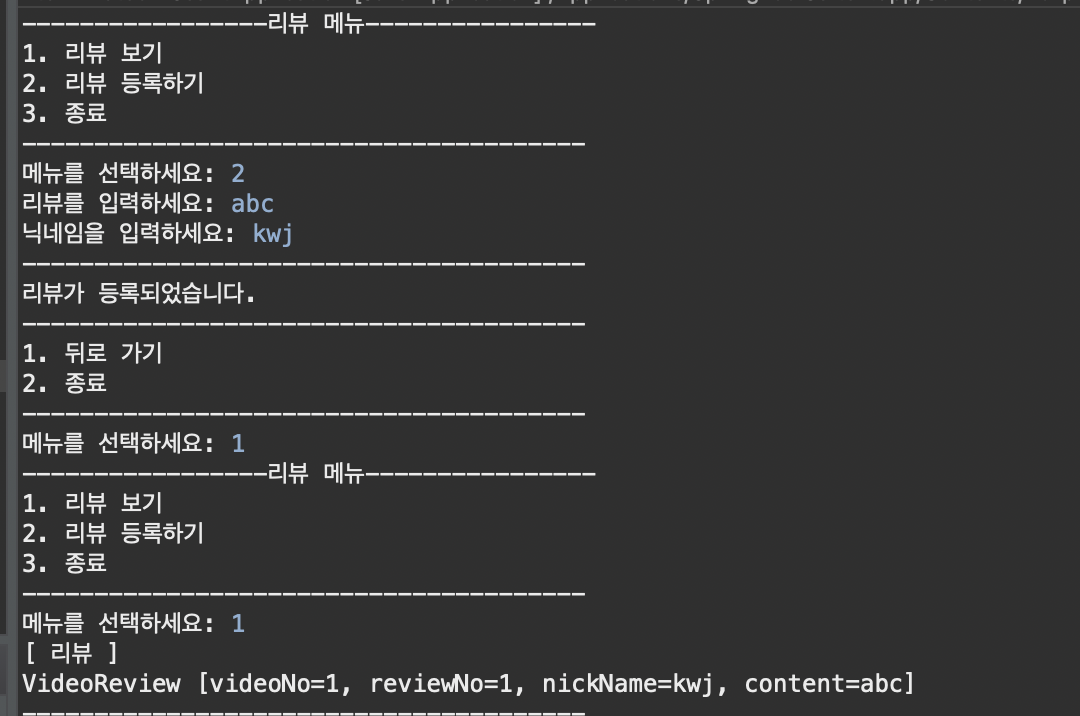 -----------------리뷰 메뉴----------------
1. 리뷰 보기
2. 리뷰 등록하기
3. 종료
---------------------------------------
메뉴를 선택하세요: 2
리뷰를 입력하세요: abc
닉네임을 입력하세요: kwj
---------------------------------------
리뷰가 등록되었습니다.
---------------------------------------
1. 뒤로 가기
2. 종료
---------------------------------------
메뉴를 선택하세요: 1
-----------------리뷰 메뉴----------------
1. 리뷰 보기
2. 리뷰 등록하기
3. 종료
---------------------------------------
메뉴를 선택하세요: 1
[ 리뷰 ]
VideoReview [videoNo=1, reviewNo=1, nickName=kwj, content=abc]
---------------------------------------